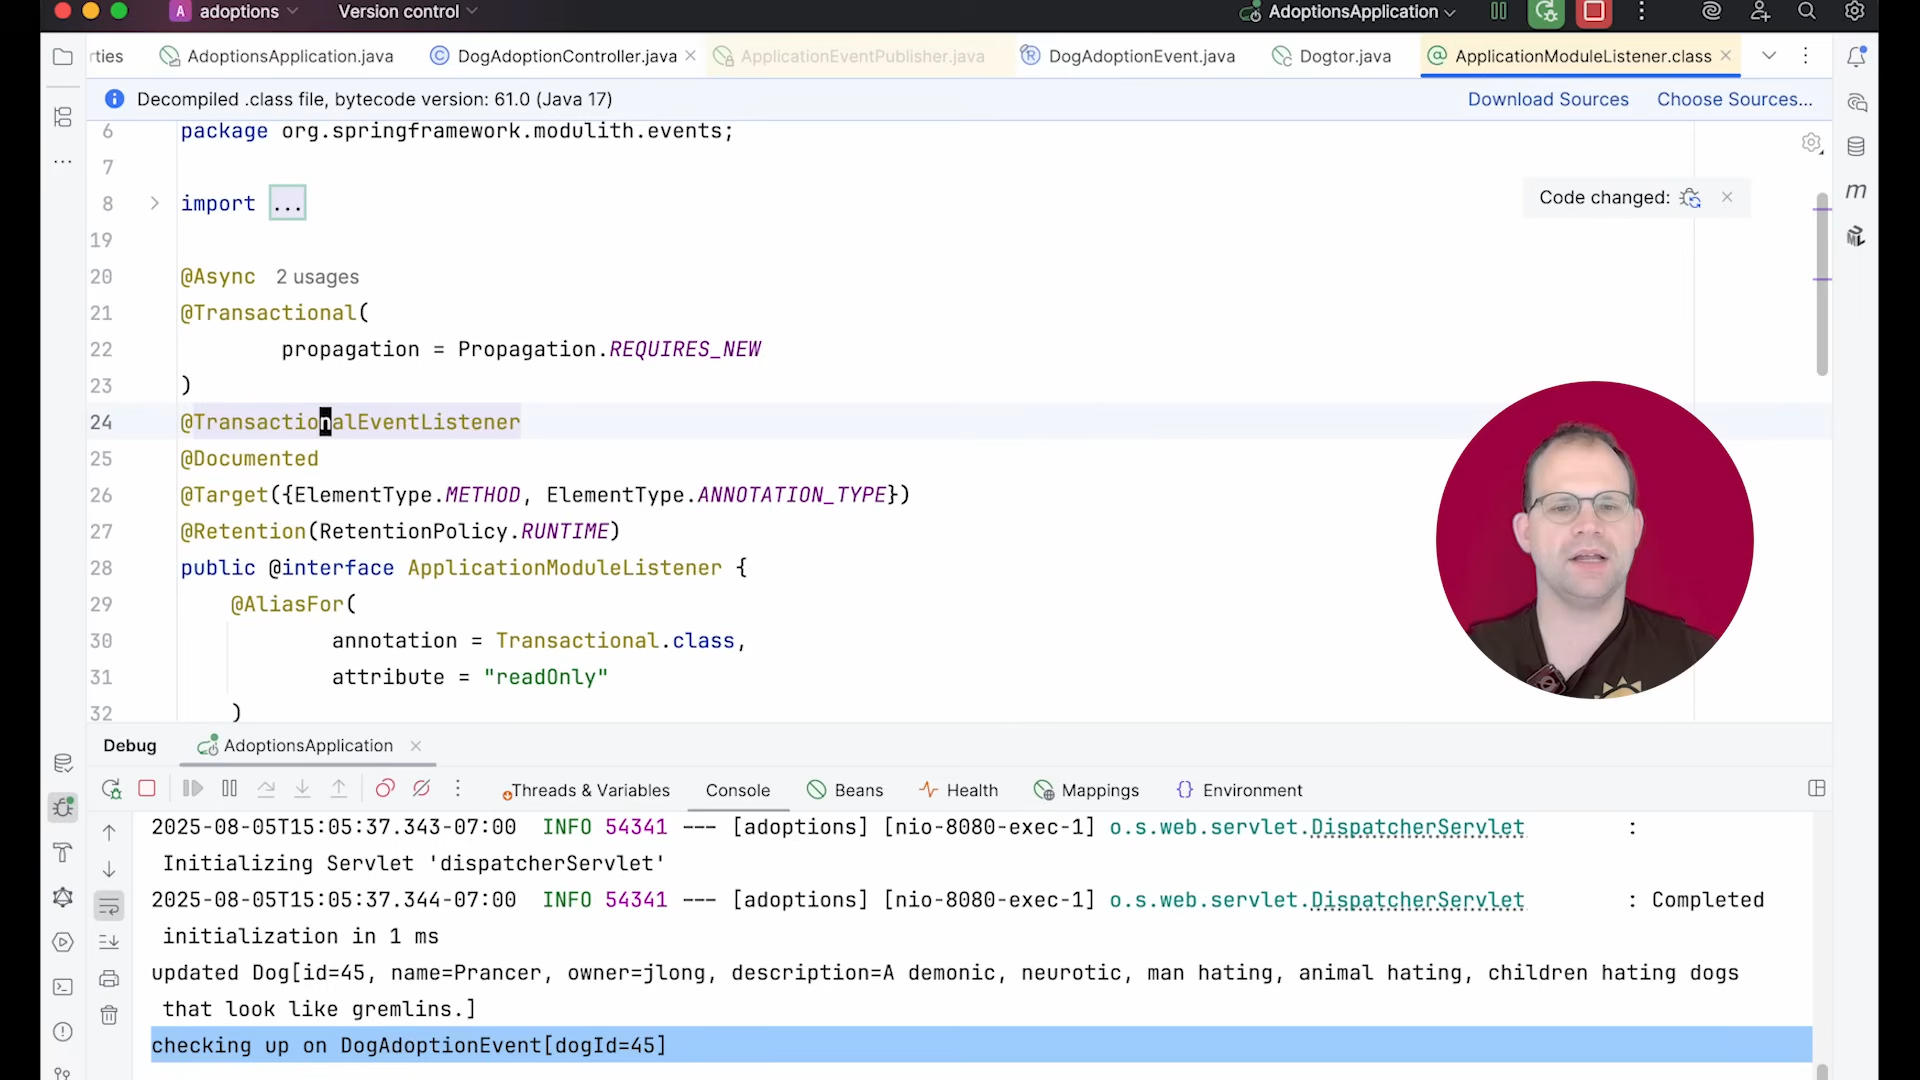 A adoptions Version control AdoptionsApplication
rties AdoptionsApplication.java DogAdoptionController.java ApplicationEventPublisher.java DogAdoptionEvent.java Dogtor.java ApplicationModuleListener.class
Decompiled .class file, bytecode version: 61.0 (Java 17) Download Sources Choose Sources...
6 package org.springframework.modulith.events;
7
8 import ...
Code changed:
19
20 @Async 2 usages
21 @Transactional(
22 propagation = Propagation.REQUIRES_NEW
23 )
24 @TransactionalEventListener
25 @Documented
26 @Target({ElementType.METHOD, ElementType.ANNOTATION_TYPE})
27 @Retention(RetentionPolicy.RUNTIME)
28 public @interface ApplicationModuleListener {
29 @AliasFor(
30 annotation = Transactional.class,
31 attribute = "readOnly"
32 )
Debug AdoptionsApplication
Threads & Variables Console Beans Health Mappings Environment
2025-08-05T15:05:37.343-07:00 INFO 54341 --- [adoptions] [nio-8080-exec-1] o.s.web.servlet.DispatcherServlet :
Initializing Servlet 'dispatcherServlet'
2025-08-05T15:05:37.344-07:00 INFO 54341 --- [adoptions] [nio-8080-exec-1] o.s.web.servlet.DispatcherServlet : Completed
initialization in 1 ms
updated Dog[id=45, name=Prancer, owner=jlong, description=A demonic, neurotic, man hating, animal hating, children hating dogs
that look like gremlins.]
checking up on DogAdoptionEvent[dogId=45]